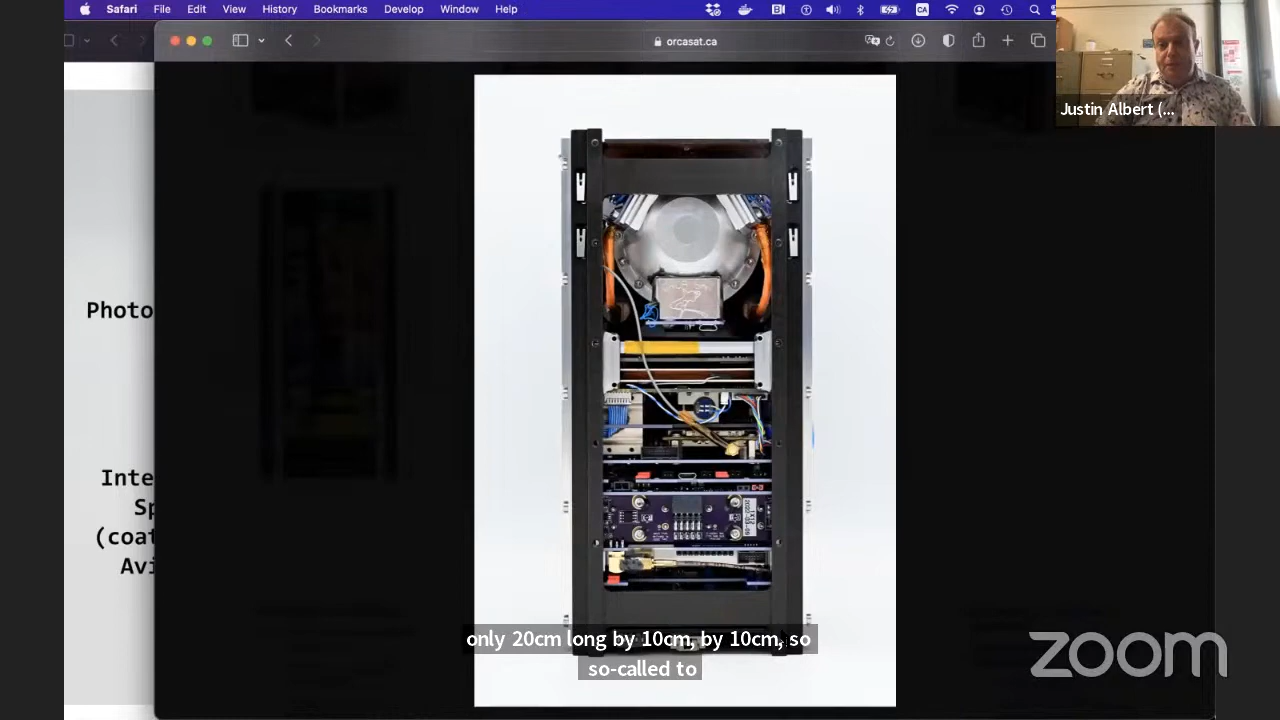 Safari File Edit View History Bookmarks Develop Window Help
CA
orcasat.ca
Justin Albert (...
Photo
Inte
Sp
(coat
Avi
only 20cm long by 10cm, by 10cm, so
so-called to
zoom